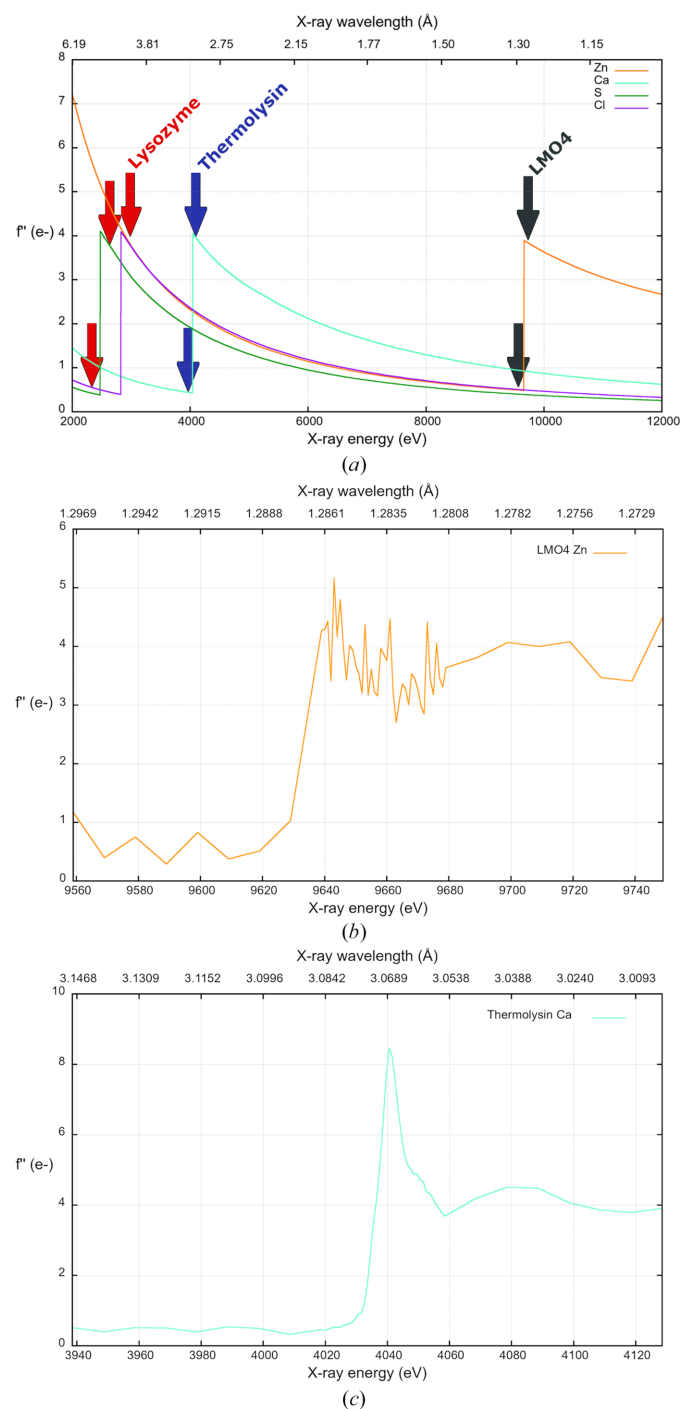 X-ray wavelength (Å)
6.19 3.81 2.75 2.15 1.77 1.50 1.30 1.15
8
7
6
5
4
3
2
1
0
Zn
Ca
S
Cl
Lysozyme
Thermolysin
LMO4
f" (e-)
2000 4000 6000 8000 10000 12000
X-ray energy (eV)
(a)
X-ray wavelength (Å)
1.2969 1.2942 1.2915 1.2888 1.2861 1.2835 1.2808 1.2782 1.2756 1.2729
6
5
4
3
2
1
0
LMO4 Zn
f" (e-)
9560 9580 9600 9620 9640 9660 9680 9700 9720 9740
X-ray energy (eV)
(b)
X-ray wavelength (Å)
3.1468 3.1309 3.1152 3.0996 3.0842 3.0689 3.0538 3.0388 3.0240 3.0093
10
8
6
4
2
0
Thermolysin Ca
f" (e-)
3940 3960 3980 4000 4020 4040 4060 4080 4100 4120
X-ray energy (eV)
(c)